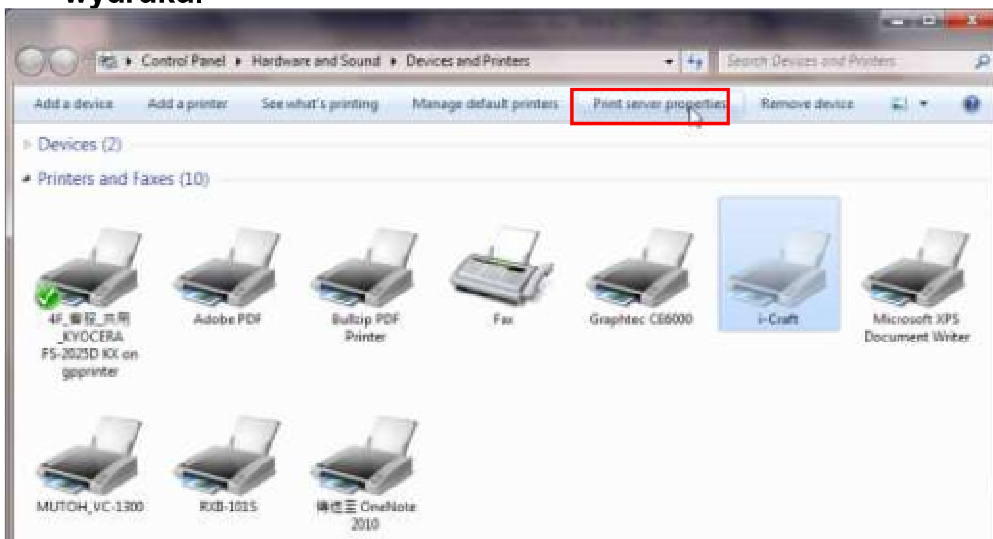 wydruku.
Control Panel ▸ Hardware and Sound ▸ Devices and Printers
Search Devices and Printers
Add a device Add a printer See what's printing Manage default printers Print server properties Remove device
Devices (2)
Printers and Faxes (10)
4F_ _共用
_KYOCERA
FS-2025D KX on
gpprinter
Adobe PDF
Bullzip PDF
Printer
Fax
Graphtec CE6000
i-Craft
Microsoft XPS
Document Writer
MUTOH_VC-1300
RXB-1015
OneNote
2010